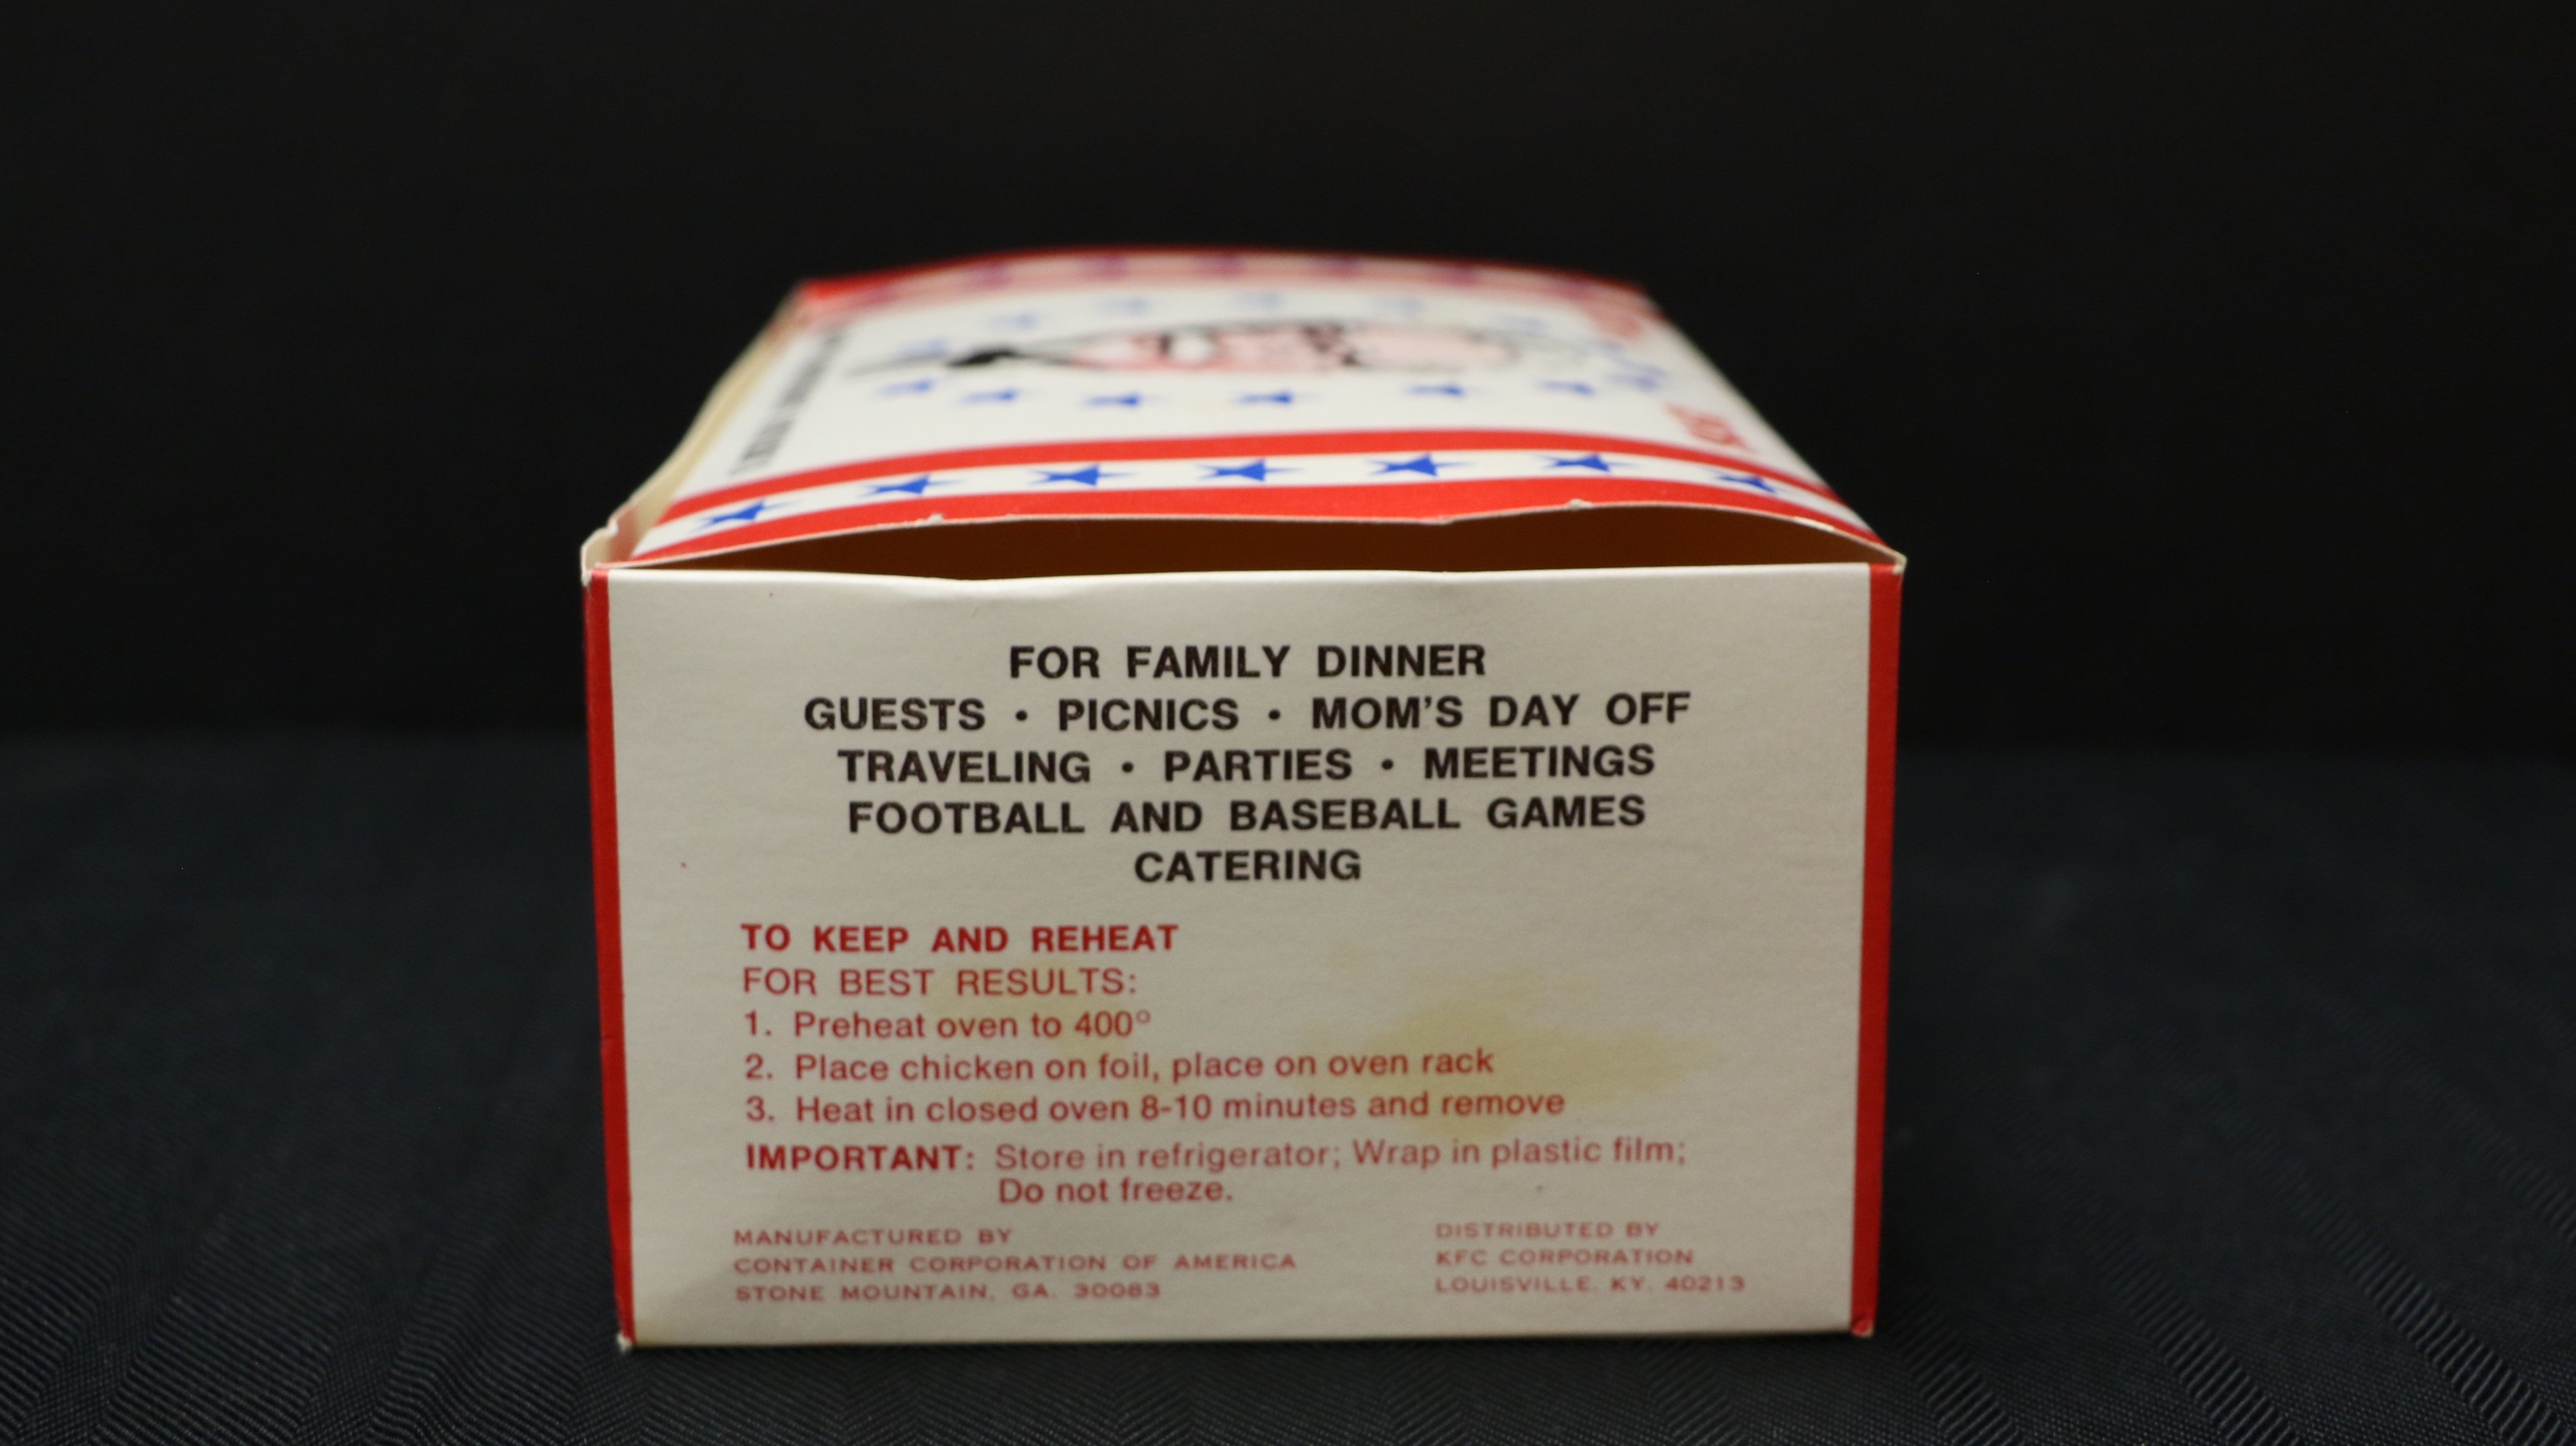 FOR FAMILY DINNER
GUESTS • PICNICS • MOM'S DAY OFF
TRAVELING • PARTIES • MEETINGS
FOOTBALL AND BASEBALL GAMES
CATERING
TO KEEP AND REHEAT
FOR BEST RESULTS:
1. Preheat oven to 400°
2. Place chicken on foil, place on oven rack
3. Heat in closed oven 8-10 minutes and remove
IMPORTANT: Store in refrigerator; Wrap in plastic film;
Do not freeze.
MANUFACTURED BY
CONTAINER CORPORATION OF AMERICA
STONE MOUNTAIN, GA. 30083
DISTRIBUTED BY
KFC CORPORATION
LOUISVILLE, KY. 40213